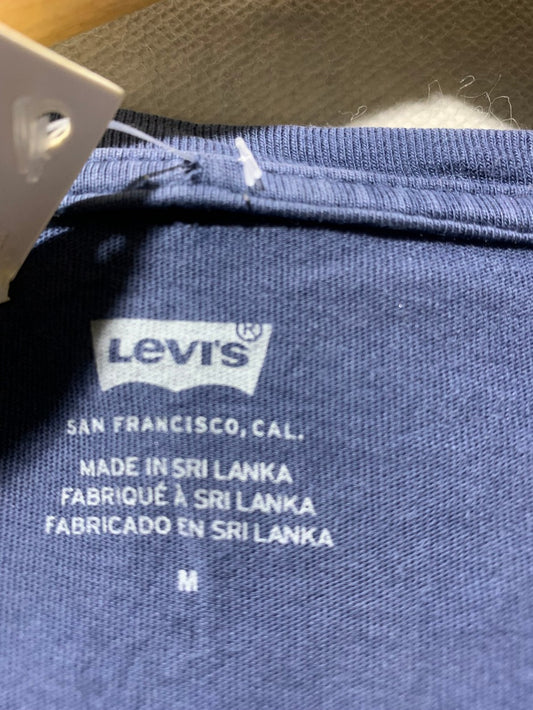 LEVI'S®
SAN FRANCISCO, CAL.
MADE IN SRI LANKA
FABRIQUÉ À SRI LANKA
FABRICADO EN SRI LANKA
M